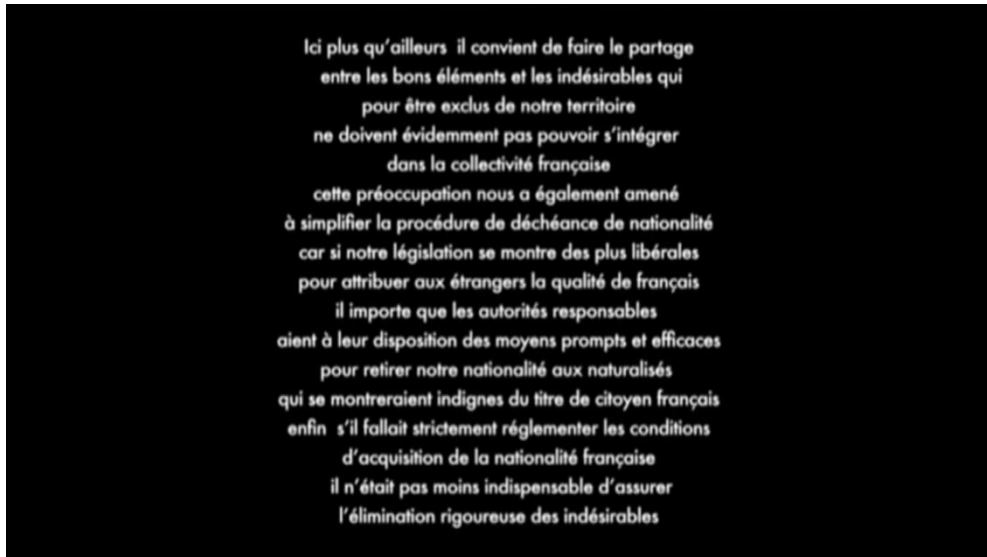 Ici plus qu’ailleurs  il convient de faire le partage
entre les bons éléments et les indésirables qui
pour être exclus de notre territoire
ne doivent évidemment pas pouvoir s’intégrer
dans la collectivité française
cette préoccupation nous a également amené
à simplifier la procédure de déchéance de nationalité
car si notre législation se montre des plus libérales
pour attribuer aux étrangers la qualité de français
il importe que les autorités responsables
aient à leur disposition des moyens prompts et efficaces
pour retirer notre nationalité aux naturalisés
qui se montreraient indignes du titre de citoyen français
enfin  s’il fallait strictement réglementer les conditions
d’acquisition de la nationalité française
il n’était pas moins indispensable d’assurer
l’élimination rigoureuse des indésirables